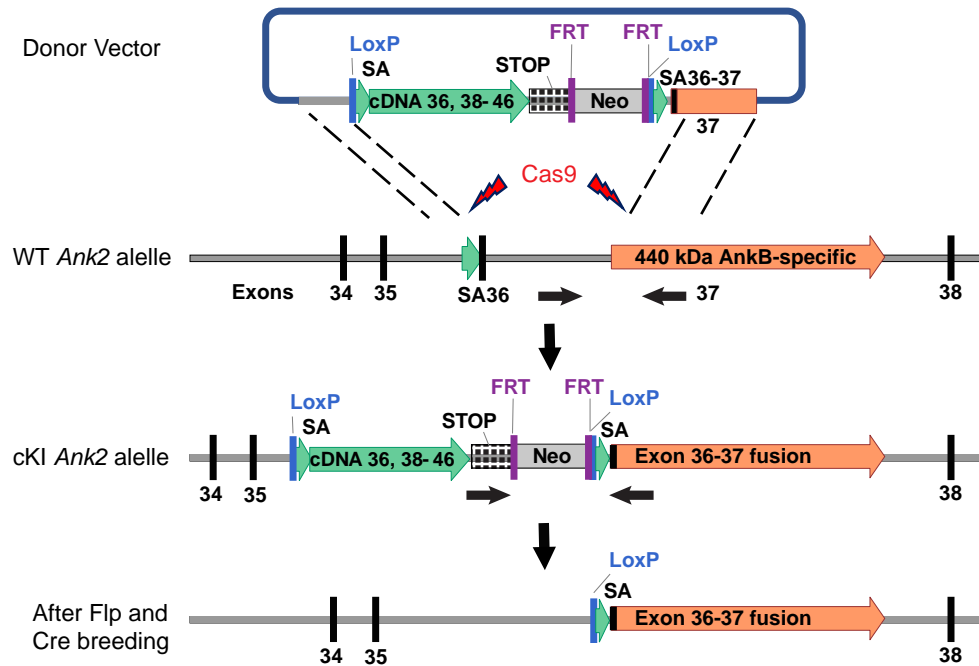 FRT
FRT
Donor Vector
LoxP
LoxP
SA
STOP
SA36-37
cDNA 36, 38- 46
Neo
37
Cas9
WT Ank2 alelle
440 kDa AnkB-specific
Exons
34
35
SA36
37
38
FRT
FRT
LoxP
LoxP
STOP
SA
SA
cKI Ank2 alelle
cDNA 36, 38- 46
Neo
Exon 36-37 fusion
34
35
38
LoxP
SA
After Flp and
Cre breeding
Exon 36-37 fusion
34
35
38